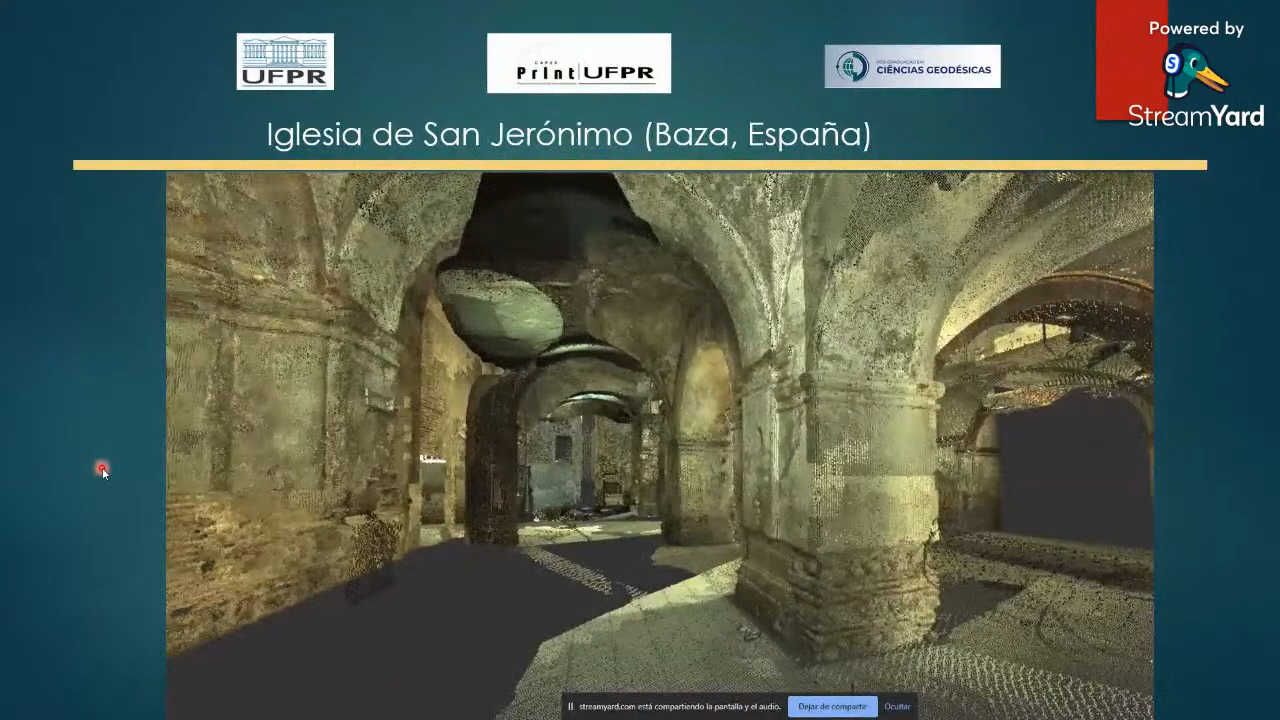 UFPR
CAPES
Print UFPR
PÓS-GRADUAÇÃO EM
CIÊNCIAS GEODÉSICAS
Powered by
S
StreamYard
Iglesia de San Jerónimo (Baza, España)
streamyard.com está compartiendo la pantalla y el audio.
Dejar de compartir
Ocultar